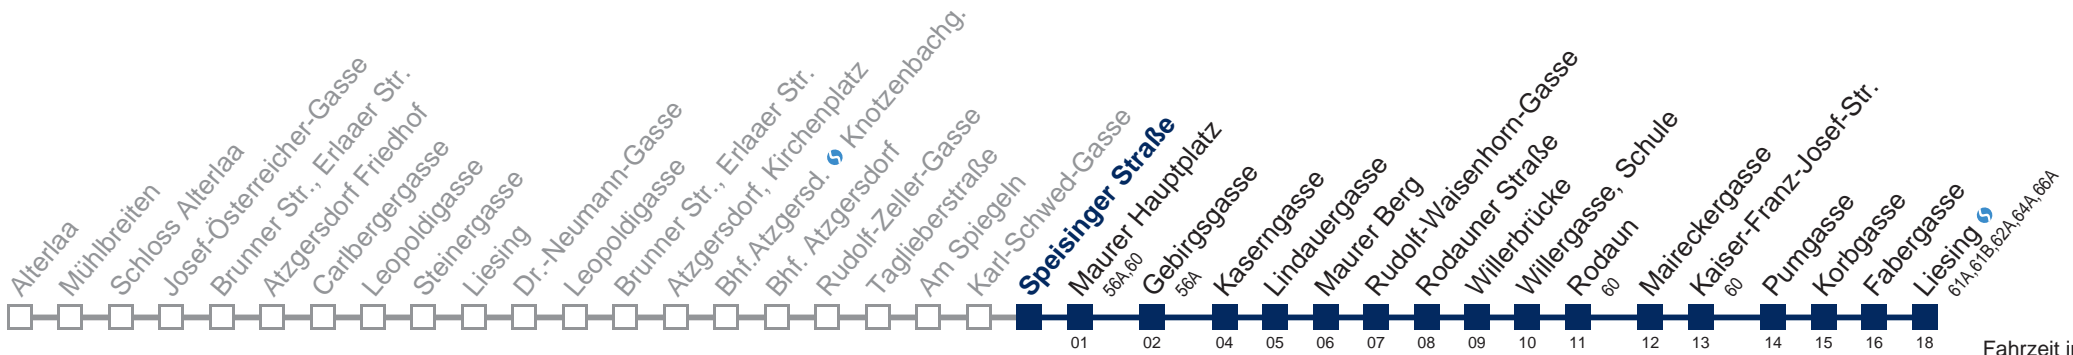 Alterlaa
Mühlbreiten
Schloss Alterlaa
Josef-Österreicher-Gasse
Brunner Str., Erlaaer Str.
Atzgersdorf Friedhof
Carlbergergasse
Leopoldigasse
Steinergasse
Liesing
Dr.-Neumann-Gasse
Leopoldigasse
Brunner Str., Erlaaer Str.
Atzgersdorf, Kirchenplatz
Bhf.Atzgersd. Knotzenbachg.
Bhf. Atzgersdorf
Rudolf-Zeller-Gasse
Taglieberstraße
Am Spiegeln
Karl-Schwed-Gasse
Speisinger Straße
Maurer Hauptplatz
56A,60
Gebirgsgasse
56A
Kaserngasse
Lindauergasse
Maurer Berg
Rudolf-Waisenhorn-Gasse
Rodauner Straße
Willerbrücke
Willergasse, Schule
Rodaun
60
Maireckergasse
Kaiser-Franz-Josef-Str.
60
Pumgasse
Korbgasse
Fabergasse
Liesing
61A,61B,62A,64A,66A
01 02 04 05 06 07 08 09 10 11 12 13 14 15 16 18
Fahrzeit